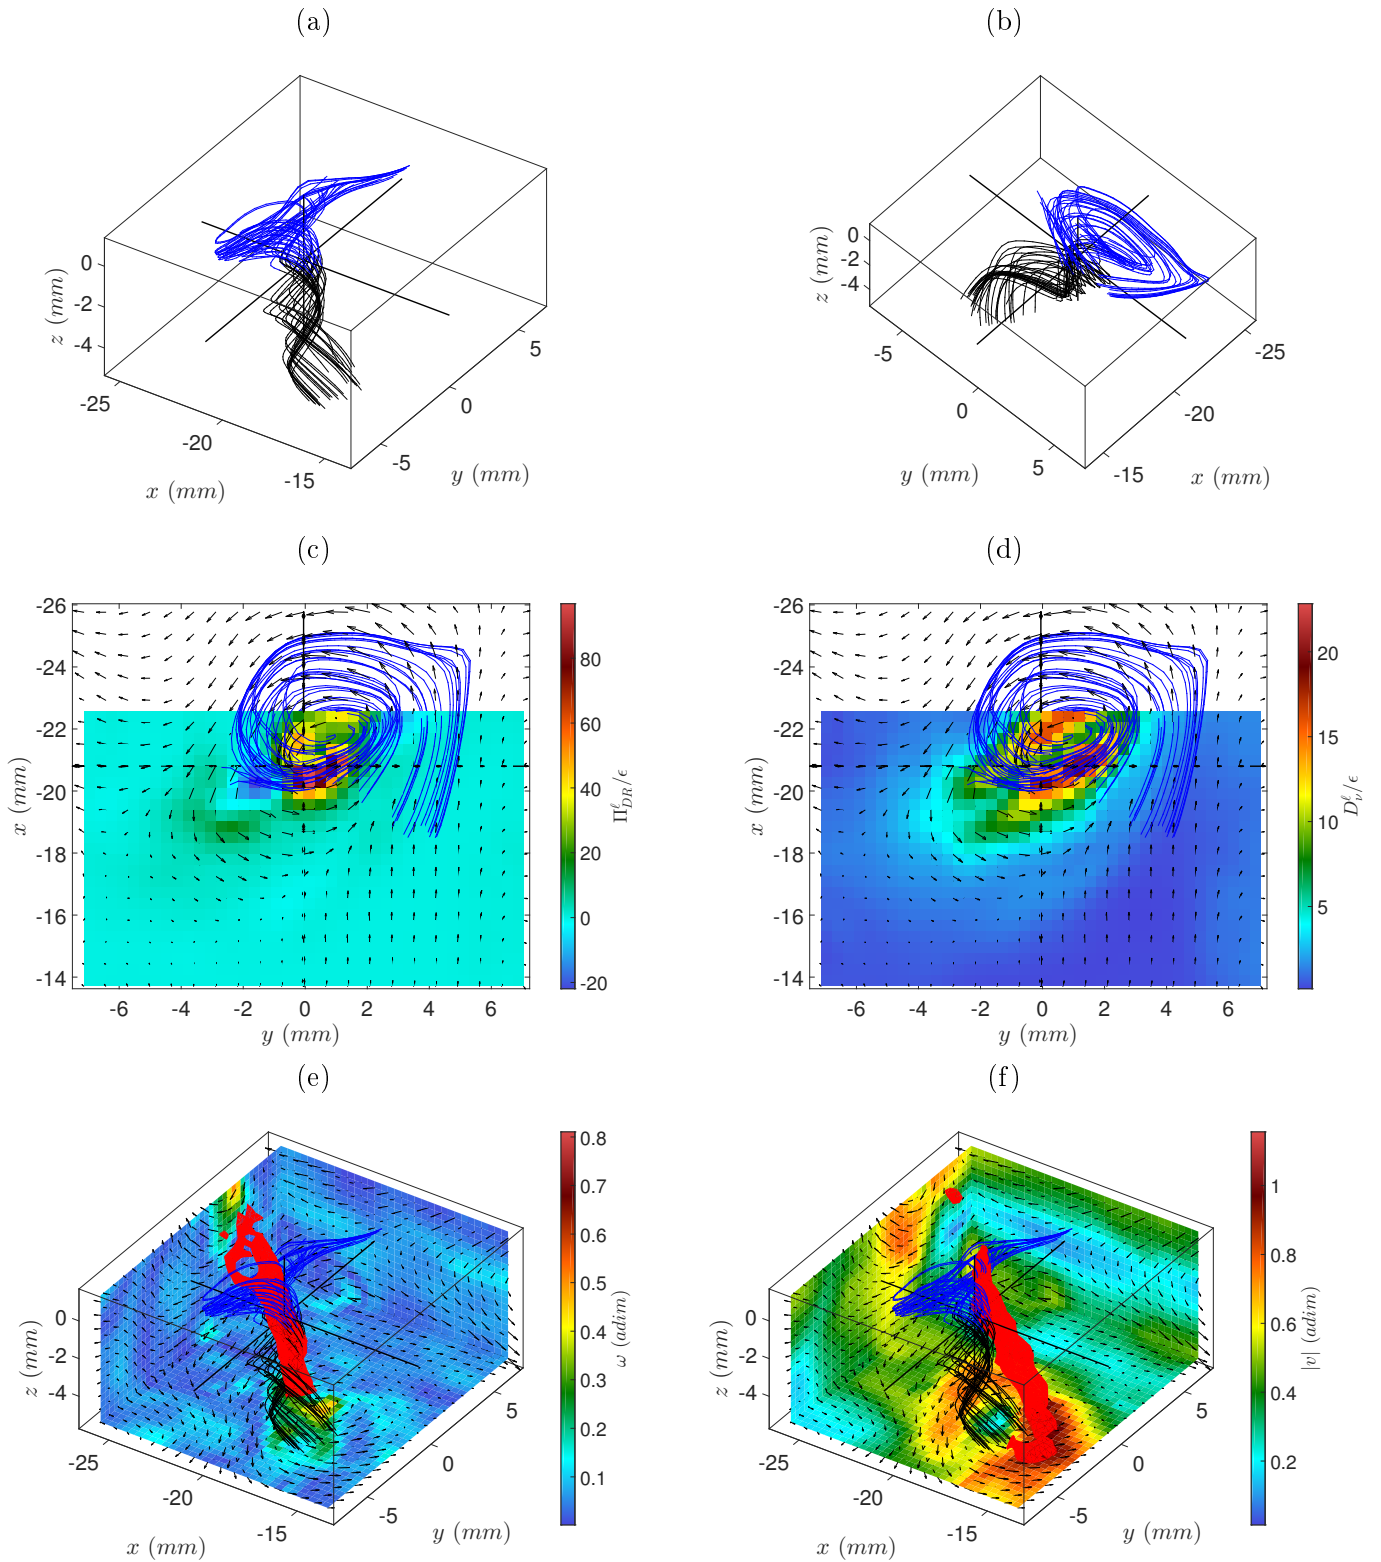 (a)
(b)
z (mm)
0
-2
-4
-25
-20
-15
x (mm)
-5
0
5
y (mm)
z (mm)
0
-2
-4
-5
0
5
y (mm)
-15
-20
-25
x (mm)
(c)
(d)
x (mm)
-26
-24
-22
-20
-18
-16
-14
-6 -4 -2 0 2 4 6
y (mm)
80
60
40
20
0
-20
Π^ℓ_DR/ϵ
x (mm)
-26
-24
-22
-20
-18
-16
-14
-6 -4 -2 0 2 4 6
y (mm)
20
15
10
5
D^ℓ_ν/ϵ
(e)
(f)
z (mm)
0
-2
-4
-25
-20
-15
x (mm)
-5
0
5
y (mm)
0.8
0.7
0.6
0.5
0.4
0.3
0.2
0.1
ω (adim)
z (mm)
0
-2
-4
-25
-20
-15
x (mm)
-5
0
5
y (mm)
1
0.8
0.6
0.4
0.2
|v| (adim)